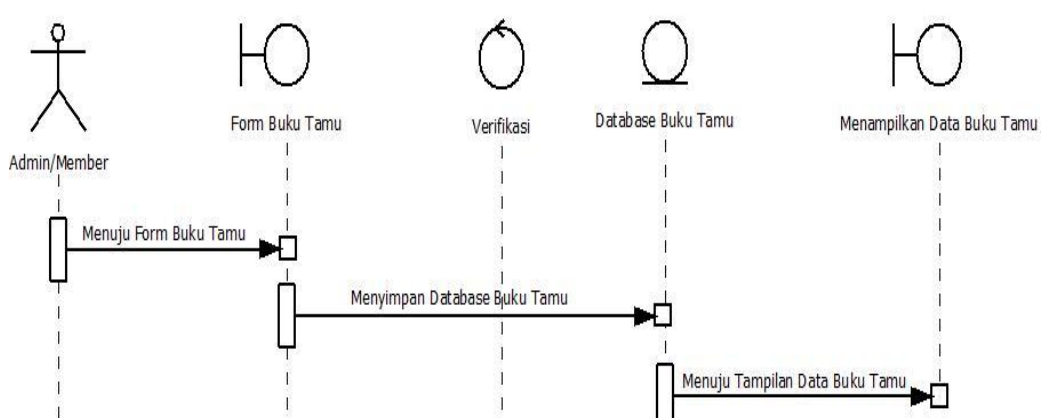 Form Buku Tamu
Verifikasi
Database Buku Tamu
Menampilkan Data Buku Tamu
Admin/Member
Menuju Form Buku Tamu
Menyimpan Database Buku Tamu
Menuju Tampilan Data Buku Tamu